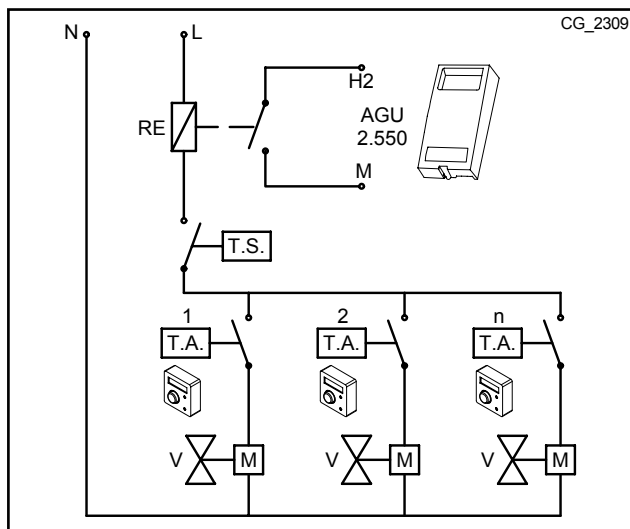 CG_2309
N L
H2
RE
AGU
2.550
M
T.S.
1 2 n
T.A. T.A. T.A.
V M V M V M